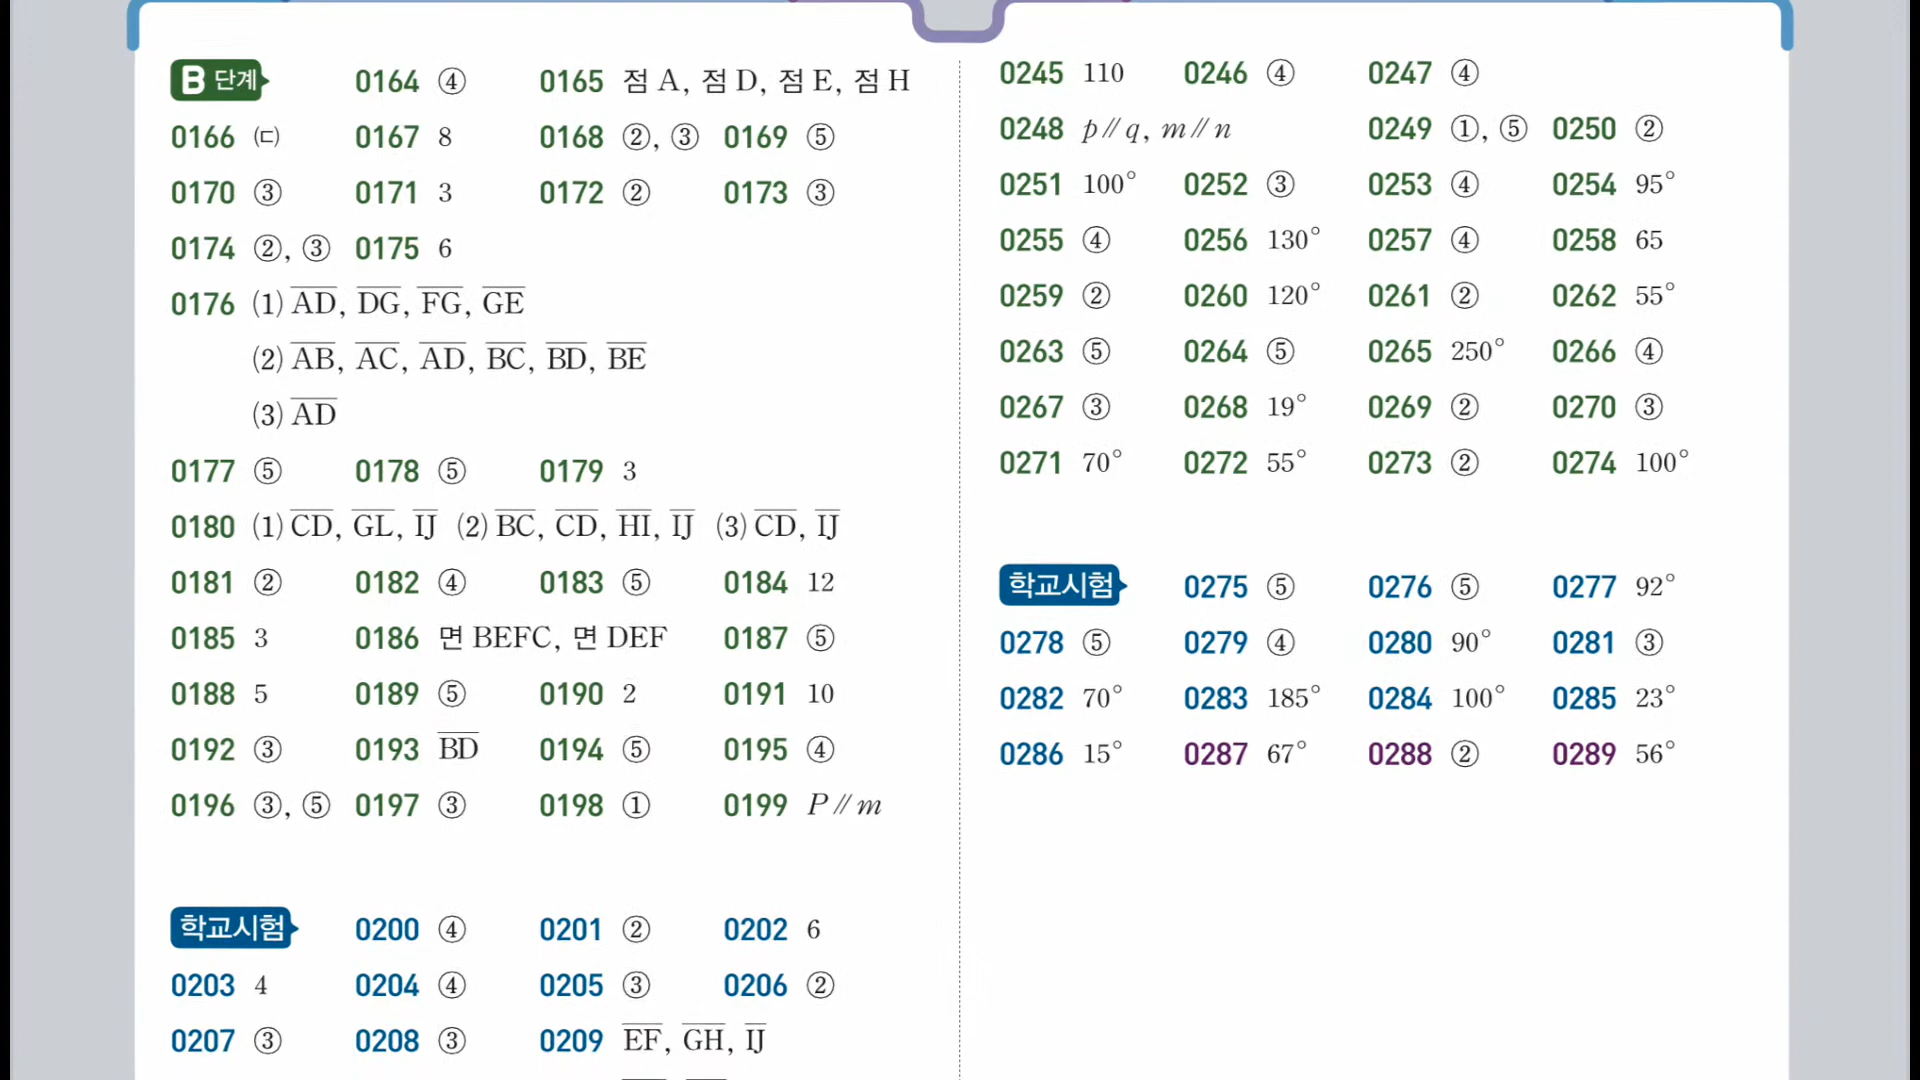 B 단계 0164 ④ 0165 점 A, 점 D, 점 E, 점 H
0166 ㈂ 0167 8 0168 ②, ③ 0169 ⑤
0170 ③ 0171 3 0172 ② 0173 ③
0174 ②, ③ 0175 6
0176 (1) AD, DG, FG, GE
(2) AB, AC, AD, BC, BD, BE
(3) AD
0177 ⑤ 0178 ⑤ 0179 3
0180 (1) CD, GL, IJ (2) BC, CD, HI, IJ (3) CD, IJ
0181 ② 0182 ④ 0183 ⑤ 0184 12
0185 3 0186 면 BEFC, 면 DEF 0187 ⑤
0188 5 0189 ⑤ 0190 2 0191 10
0192 ③ 0193 BD 0194 ⑤ 0195 ④
0196 ③, ⑤ 0197 ③ 0198 ① 0199 P∥m
학교시험 0200 ④ 0201 ② 0202 6
0203 4 0204 ④ 0205 ③ 0206 ②
0207 ③ 0208 ③ 0209 EF, GH, IJ
0245 110 0246 ④ 0247 ④
0248 p∥q, m∥n 0249 ①, ⑤ 0250 ②
0251 100° 0252 ③ 0253 ④ 0254 95°
0255 ④ 0256 130° 0257 ④ 0258 65
0259 ② 0260 120° 0261 ② 0262 55°
0263 ⑤ 0264 ⑤ 0265 250° 0266 ④
0267 ③ 0268 19° 0269 ② 0270 ③
0271 70° 0272 55° 0273 ② 0274 100°
학교시험 0275 ⑤ 0276 ⑤ 0277 92°
0278 ⑤ 0279 ④ 0280 90° 0281 ③
0282 70° 0283 185° 0284 100° 0285 23°
0286 15° 0287 67° 0288 ② 0289 56°